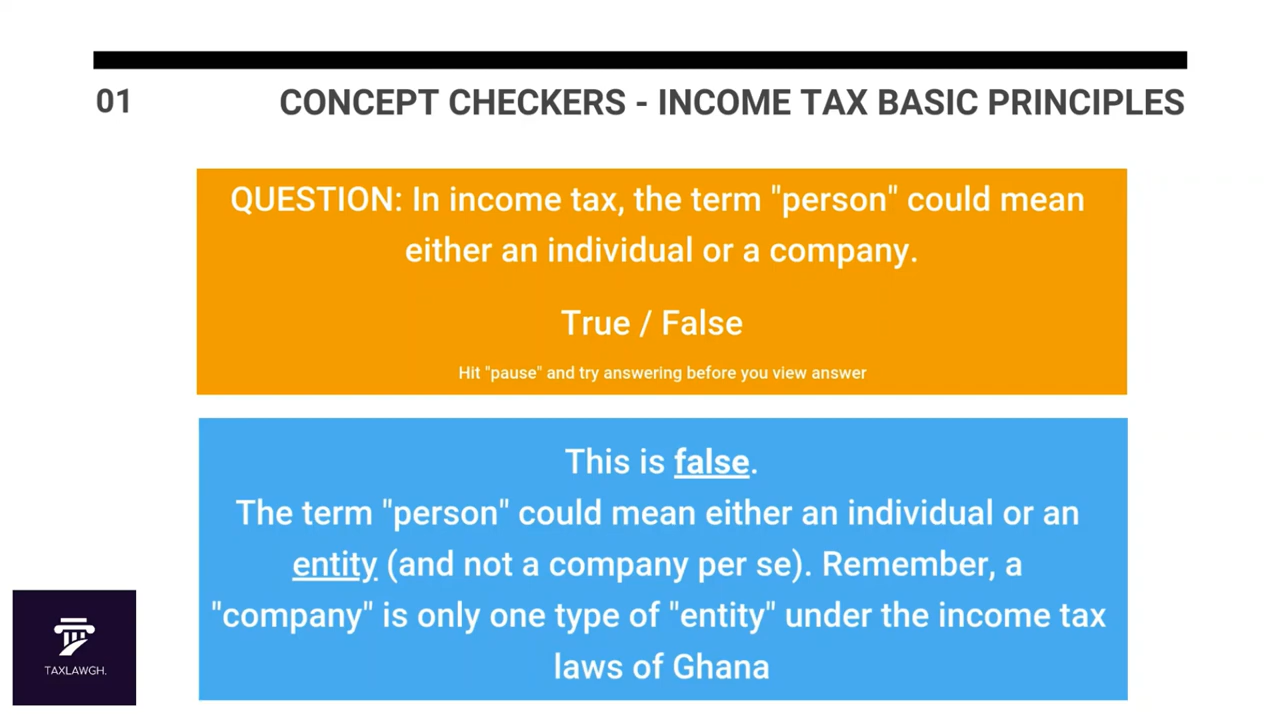 01
CONCEPT CHECKERS - INCOME TAX BASIC PRINCIPLES
QUESTION: In income tax, the term "person" could mean
either an individual or a company.
True / False
Hit "pause" and try answering before you view answer
This is false.
The term "person" could mean either an individual or an
entity (and not a company per se). Remember, a
"company" is only one type of "entity" under the income tax
laws of Ghana
TAXLAWGH.